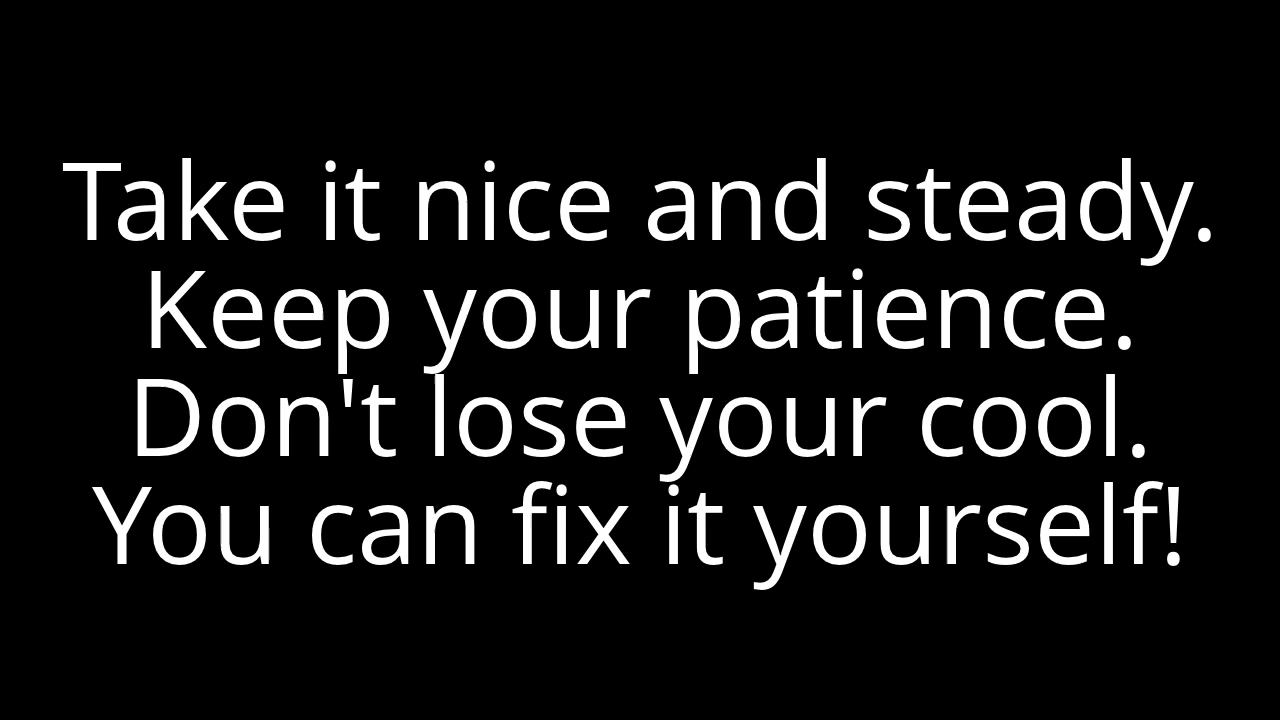 Take it nice and steady.
Keep your patience.
Don't lose your cool.
You can fix it yourself!